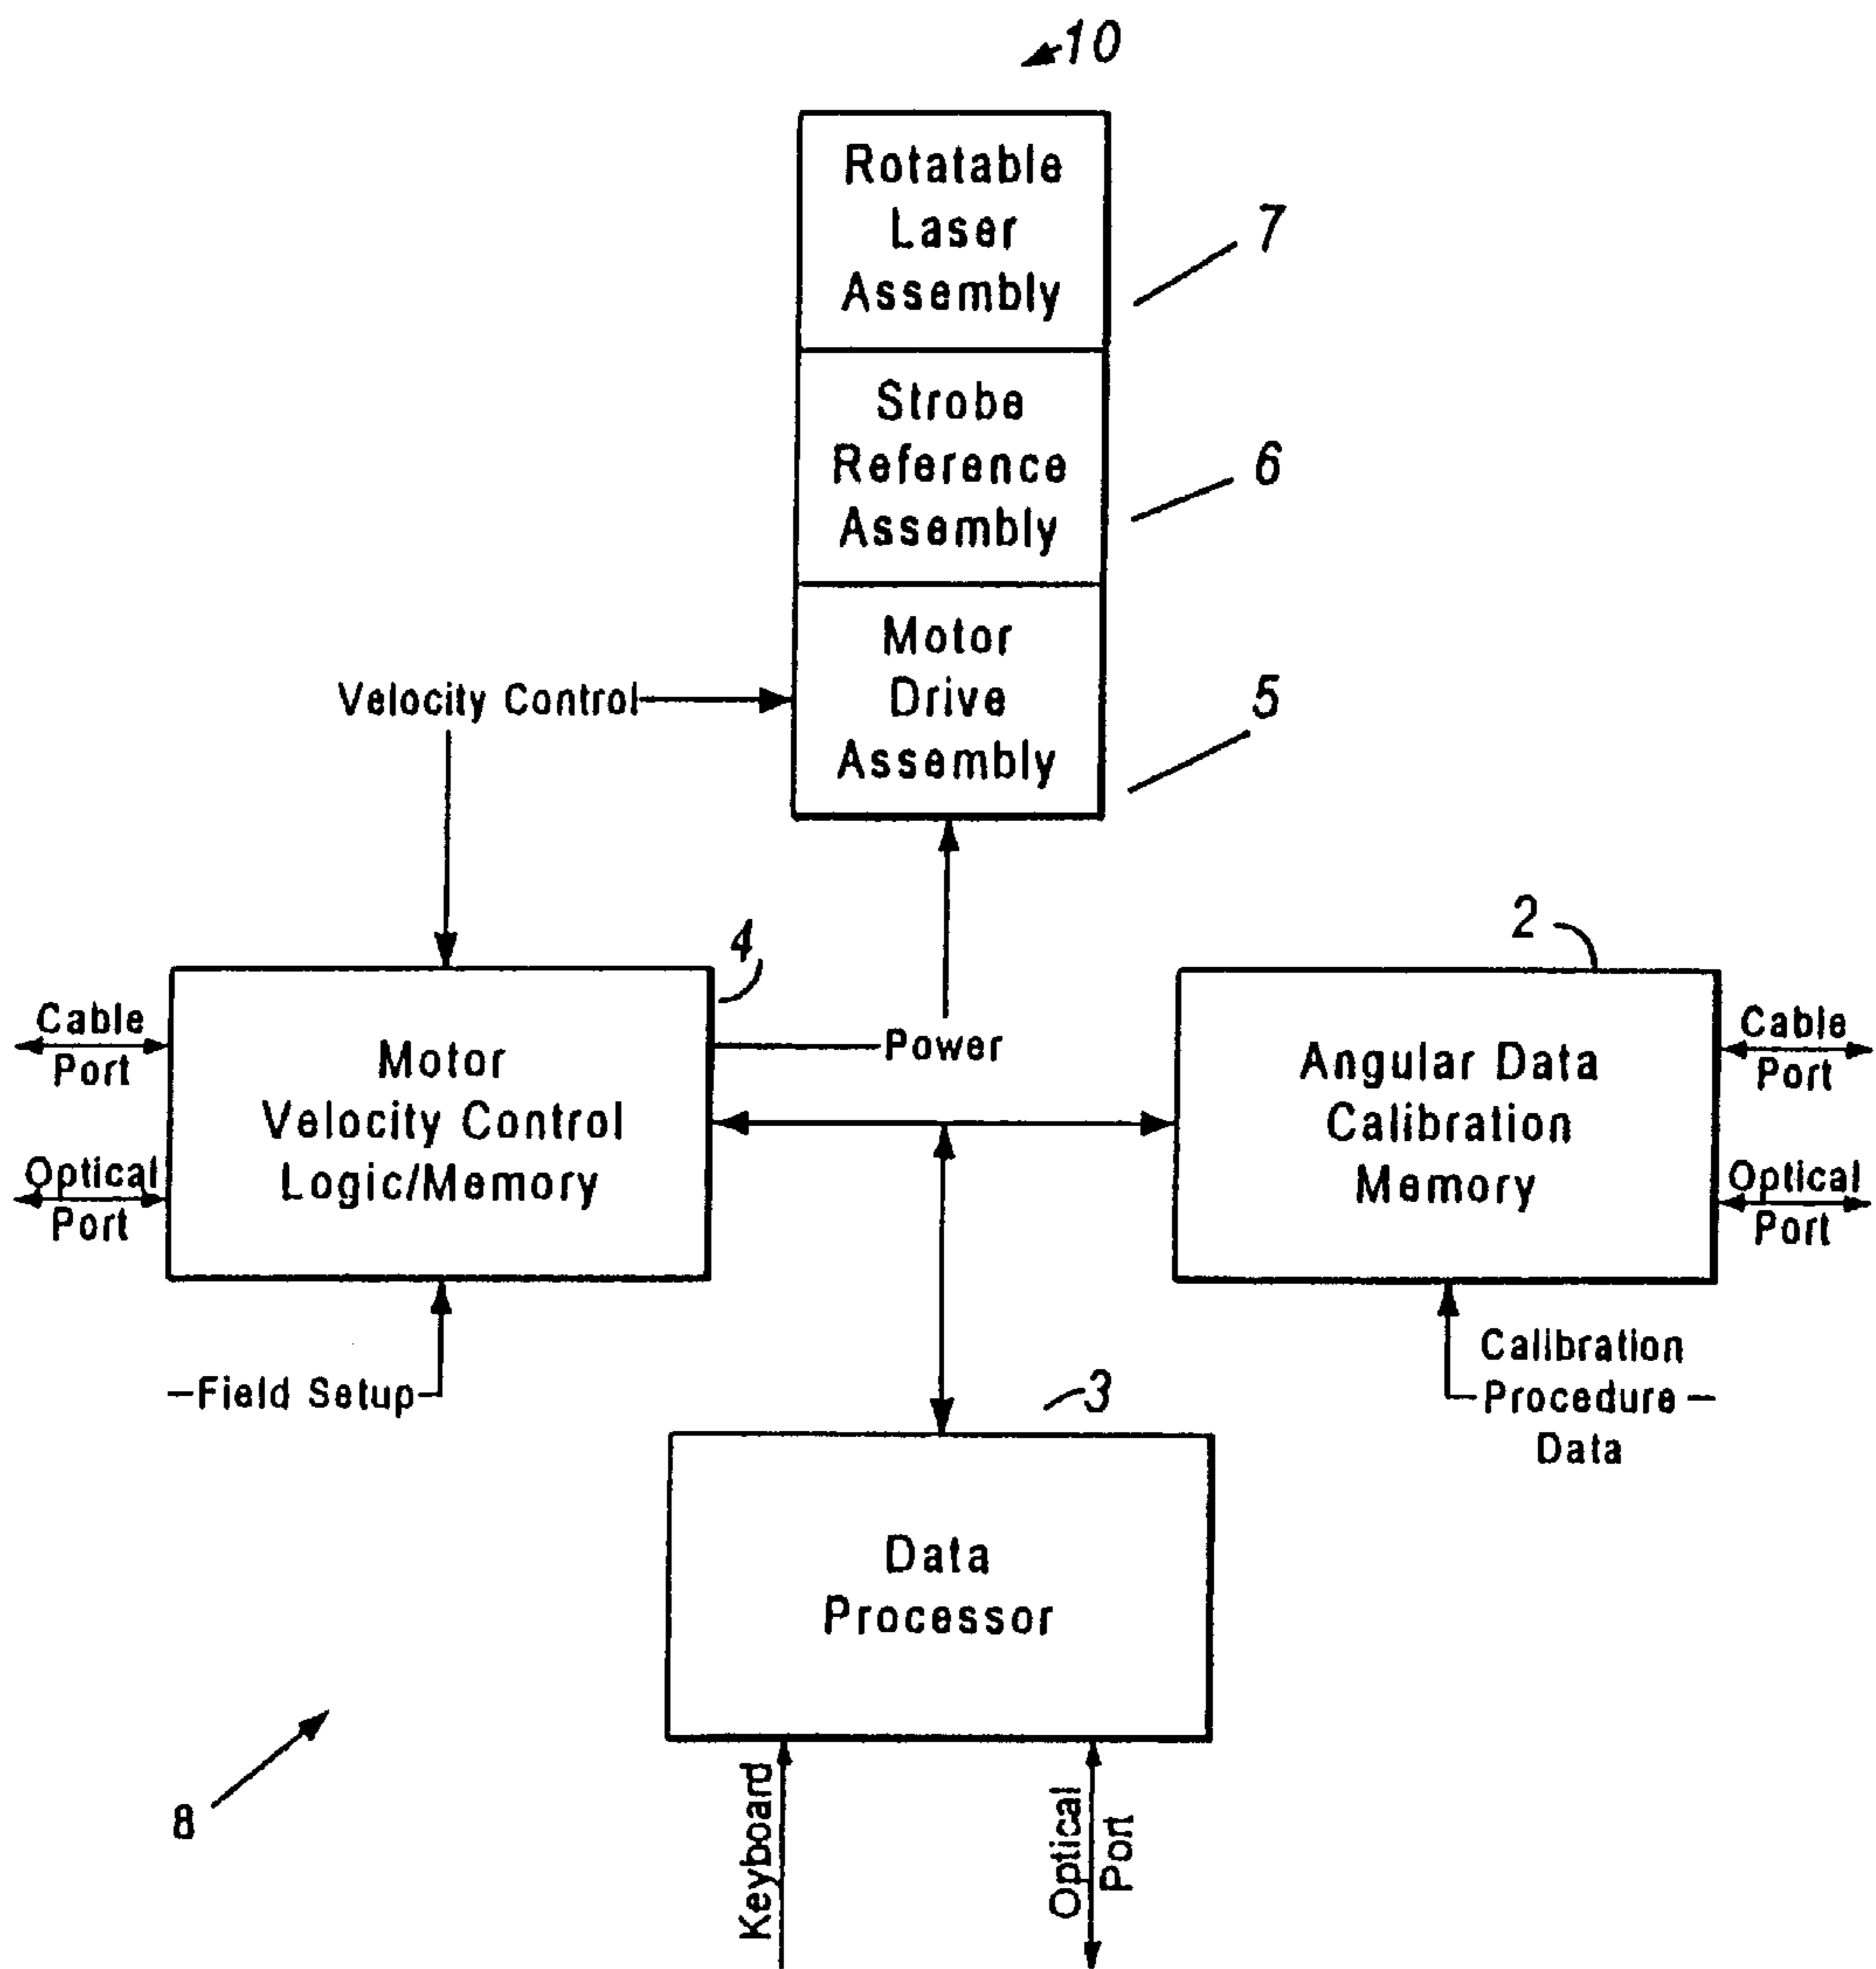 10
Rotatable
Laser
Assembly
7
Strobe
Reference
Assembly
6
Motor
Drive
Assembly
5
Velocity Control
4
2
Cable
Port
Optical
Port
Motor
Velocity Control
Logic/Memory
Power
Angular Data
Calibration
Memory
Cable
Port
Optical
Port
Field Setup
Calibration
Procedure
Data
3
Data
Processor
8
Keyboard
Optical
Port